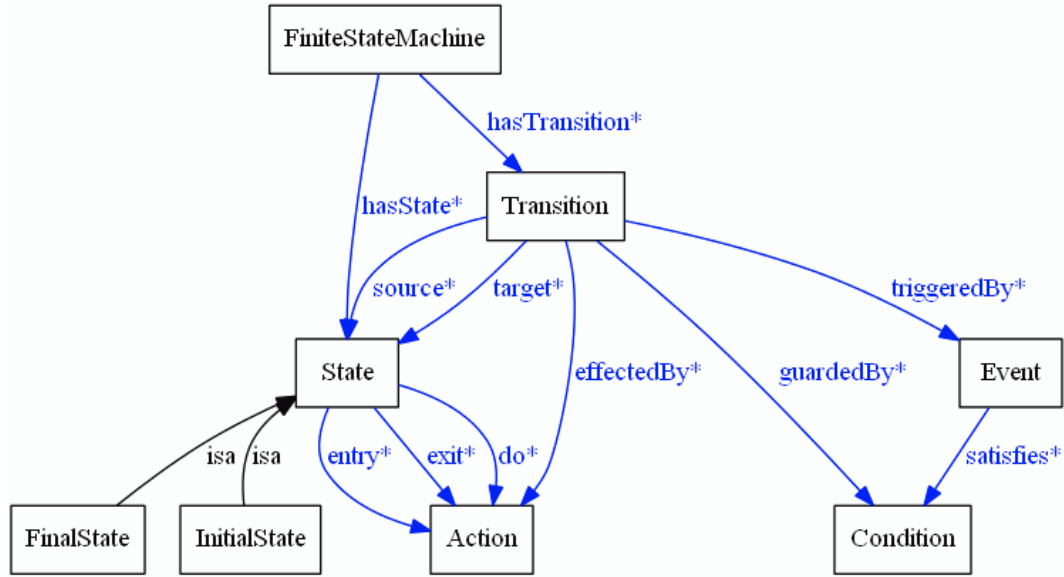 FiniteStateMachine
hasTransition*
Transition
hasState*
source*
target*
triggeredBy*
State
effectedBy*
guardedBy*
Event
isa
isa
entry*
exit*
do*
satisfies*
FinalState
InitialState
Action
Condition